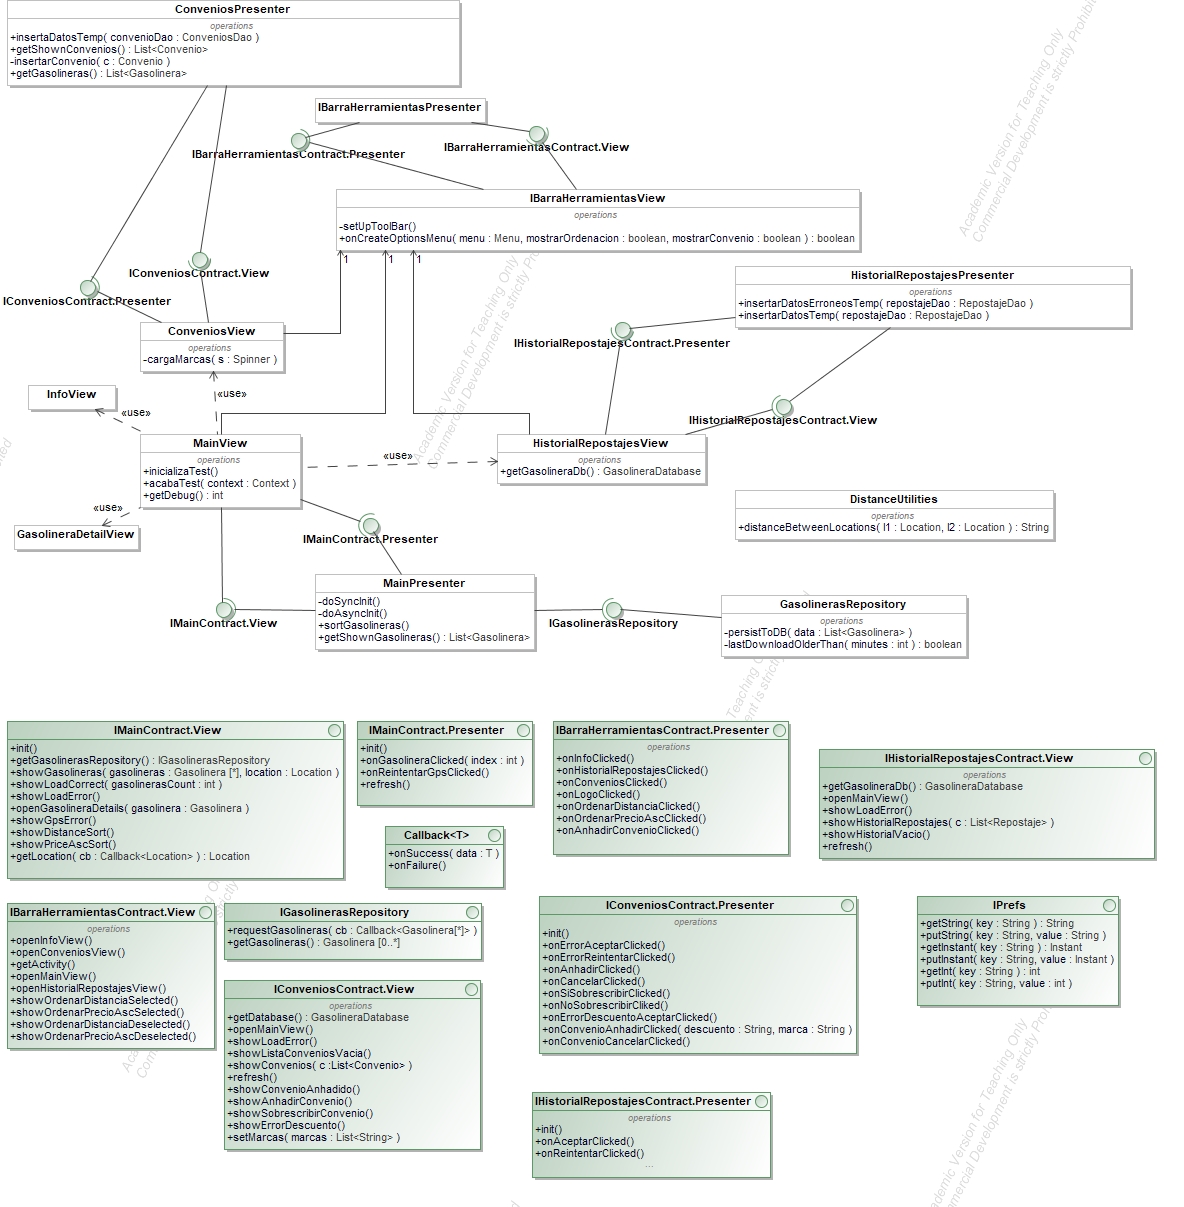 ConveniosPresenter
operations
+insertaDatosTemp( convenioDao : ConveniosDao )
+getShownConvenios() : List<Convenio>
-insertarConvenio( c : Convenio )
+getGasolineras() : List<Gasolinera>
IBarraHerramientasPresenter
IBarraHerramientasContract.Presenter
IBarraHerramientasContract.View
IBarraHerramientasView
operations
-setUpToolBar()
+onCreateOptionsMenu( menu : Menu, mostrarOrdenacion : boolean, mostrarConvenio : boolean ) : boolean
1
1
1
IConveniosContract.View
IConveniosContract.Presenter
ConveniosView
operations
-cargaMarcas( s : Spinner )
HistorialRepostajesPresenter
operations
+insertarDatosErroneosTemp( repostajeDao : RepostajeDao )
+insertarDatosTemp( repostajeDao : RepostajeDao )
IHistorialRepostajesContract.Presenter
IHistorialRepostajesContract.View
InfoView
«use»
«use»
MainView
operations
+inicializaTest()
+acabaTest( context : Context )
+getDebug() : int
«use»
HistorialRepostajesView
operations
+getGasolineraDb() : GasolineraDatabase
«use»
GasolineraDetailView
DistanceUtilities
operations
+distanceBetweenLocations( l1 : Location, l2 : Location ) : String
IMainContract.Presenter
MainPresenter
-doSyncInit()
-doAsyncInit()
+sortGasolineras()
+getShownGasolineras() : List<Gasolinera>
IMainContract.View
IGasolinerasRepository
GasolinerasRepository
operations
-persistToDB( data : List<Gasolinera> )
-lastDownloadOlderThan( minutes : int ) : boolean
IMainContract.View
+init()
+getGasolinerasRepository() : IGasolinerasRepository
+showGasolineras( gasolineras : Gasolinera [*], location : Location )
+showLoadCorrect( gasolinerasCount : int )
+showLoadError()
+openGasolineraDetails( gasolinera : Gasolinera )
+showGpsError()
+showDistanceSort()
+showPriceAscSort()
+getLocation( cb : Callback<Location> ) : Location
IMainContract.Presenter
+init()
+onGasolineraClicked( index : int )
+onReintentarGpsClicked()
+refresh()
Callback<T>
+onSuccess( data : T )
+onFailure()
IBarraHerramientasContract.Presenter
operations
+onInfoClicked()
+onHistorialRepostajesClicked()
+onConveniosClicked()
+onLogoClicked()
+onOrdenarDistanciaClicked()
+onOrdenarPrecioAscClicked()
+onAnhadirConvenioClicked()
IHistorialRepostajesContract.View
operations
+getGasolineraDb() : GasolineraDatabase
+openMainView()
+showLoadError()
+showHistorialRepostajes( c : List<Repostaje> )
+showHistorialVacio()
+refresh()
IBarraHerramientasContract.View
operations
+openInfoView()
+openConveniosView()
+getActivity()
+openMainView()
+openHistorialRepostajesView()
+showOrdenarDistanciaSelected()
+showOrdenarPrecioAscSelected()
+showOrdenarDistanciaDeselected()
+showOrdenarPrecioAscDeselected()
IGasolinerasRepository
+requestGasolineras( cb : Callback<Gasolinera[*]> )
+getGasolineras() : Gasolinera [0..*]
IConveniosContract.View
operations
+getDatabase() : GasolineraDatabase
+openMainView()
+showLoadError()
+showListaConveniosVacia()
+showConvenios( c :List<Convenio> )
+refresh()
+showConvenioAnhadido()
+showAnhadirConvenio()
+showSobrescribirConvenio()
+showErrorDescuento()
+setMarcas( marcas : List<String> )
IConveniosContract.Presenter
operations
+init()
+onErrorAceptarClicked()
+onErrorReintentarClicked()
+onAnhadirClicked()
+onCancelarClicked()
+onSiSobrescribirClicked()
+onNoSobrescribirCliked()
+onErrorDescuentoAceptarClicked()
+onConvenioAnhadirClicked( descuento : String, marca : String )
+onConvenioCancelarClicked()
IPrefs
+getString( key : String ) : String
+putString( key : String, value : String )
+getInstant( key : String ) : Instant
+putInstant( key : String, value : Instant )
+getInt( key : String ) : int
+putInt( key : String, value : int )
IHistorialRepostajesContract.Presenter
operations
+init()
+onAceptarClicked()
+onReintentarClicked()
...
Academic Version for Teaching Only
Commercial Development is strictly Prohibi
Academic Version for Teaching Only
Commercial Development is strictly